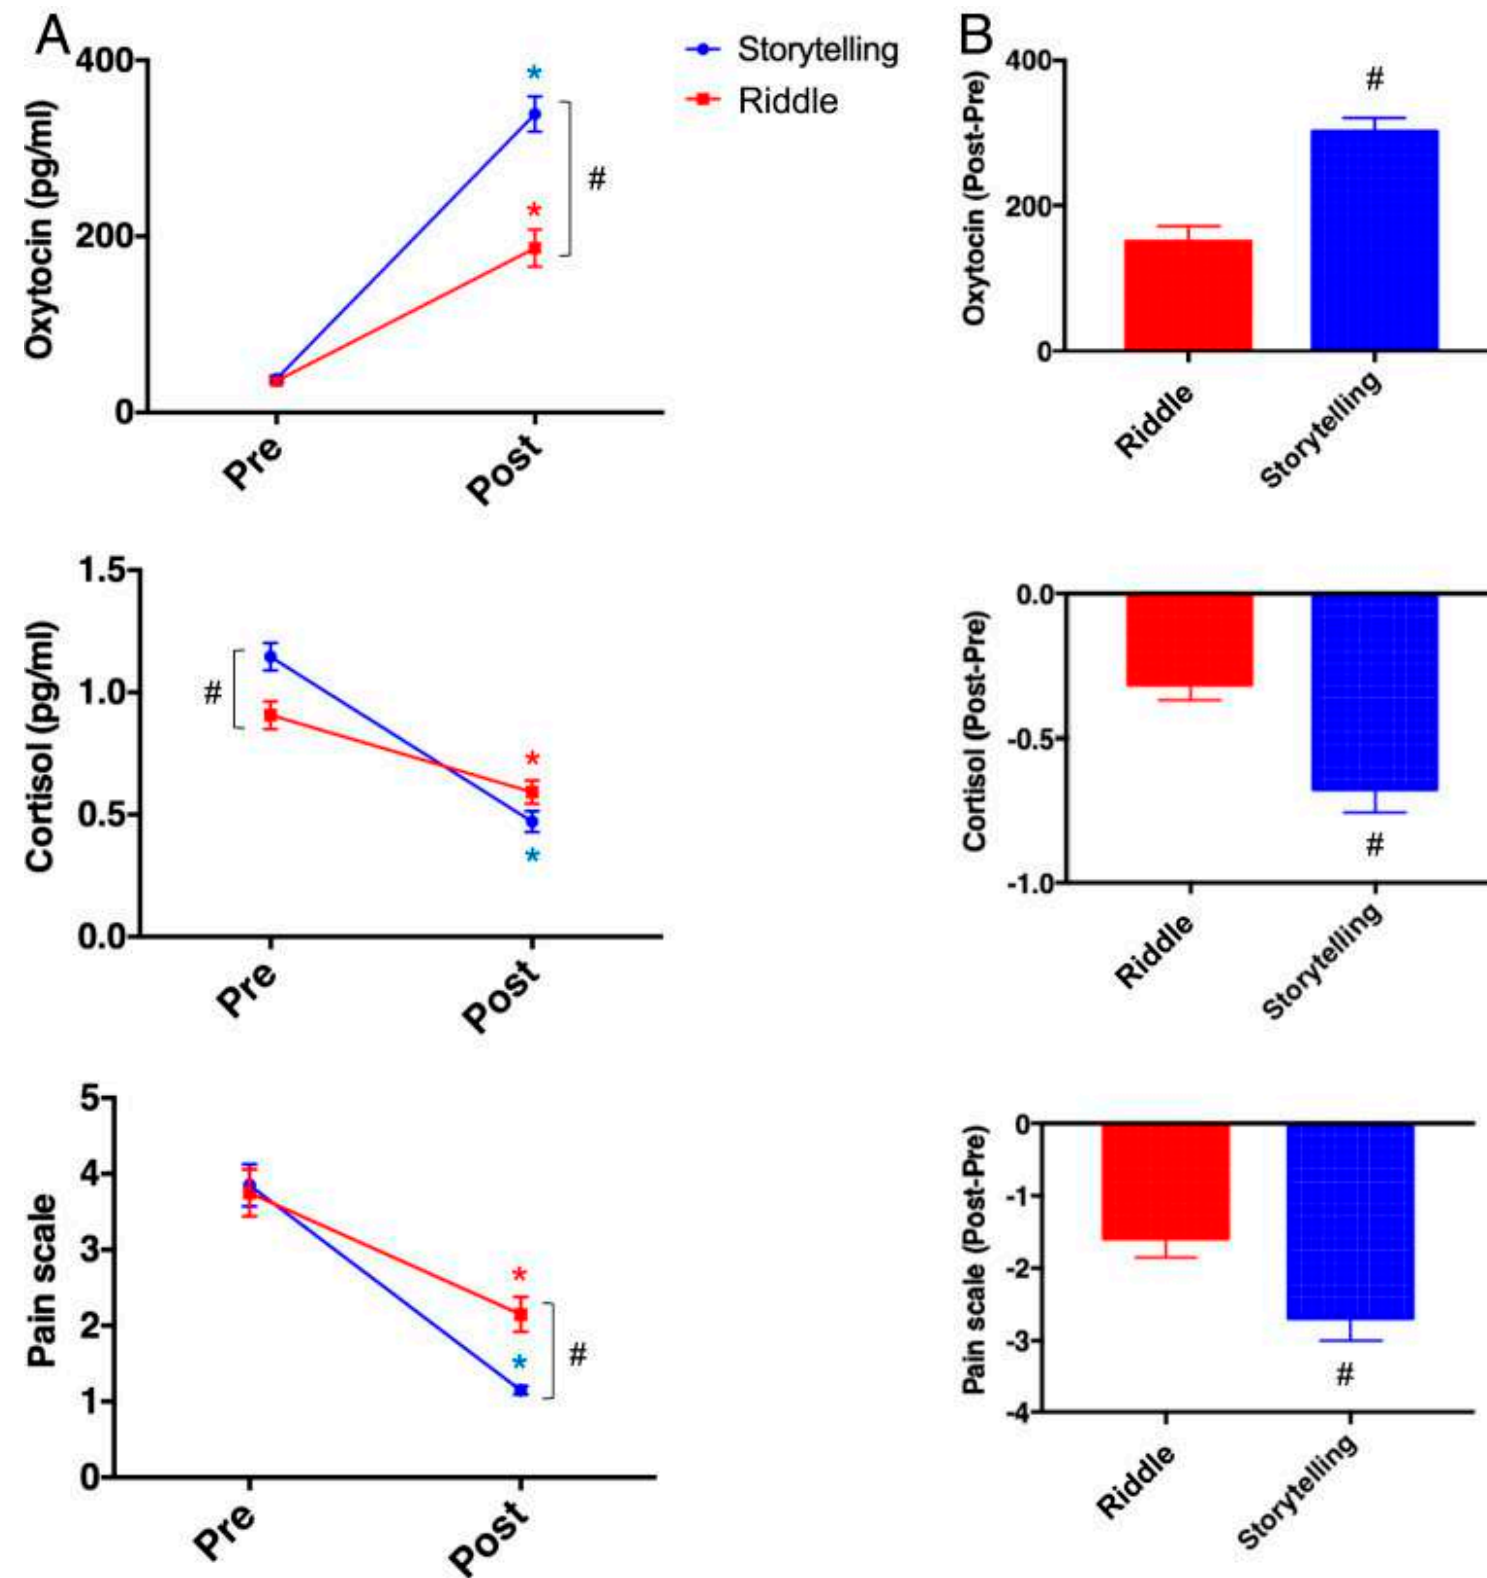 A
Storytelling
Riddle
Oxytocin (pg/ml)
400
200
0
*
*
#
Pre
Post
B
Oxytocin (Post-Pre)
400
200
0
#
Riddle
Storytelling
Cortisol (pg/ml)
1.5
1.0
0.5
0.0
#
*
*
Pre
Post
Cortisol (Post-Pre)
0.0
-0.5
-1.0
#
Riddle
Storytelling
Pain scale
5
4
3
2
1
0
*
*
#
Pre
Post
Pain scale (Post-Pre)
0
-1
-2
-3
-4
#
Riddle
Storytelling